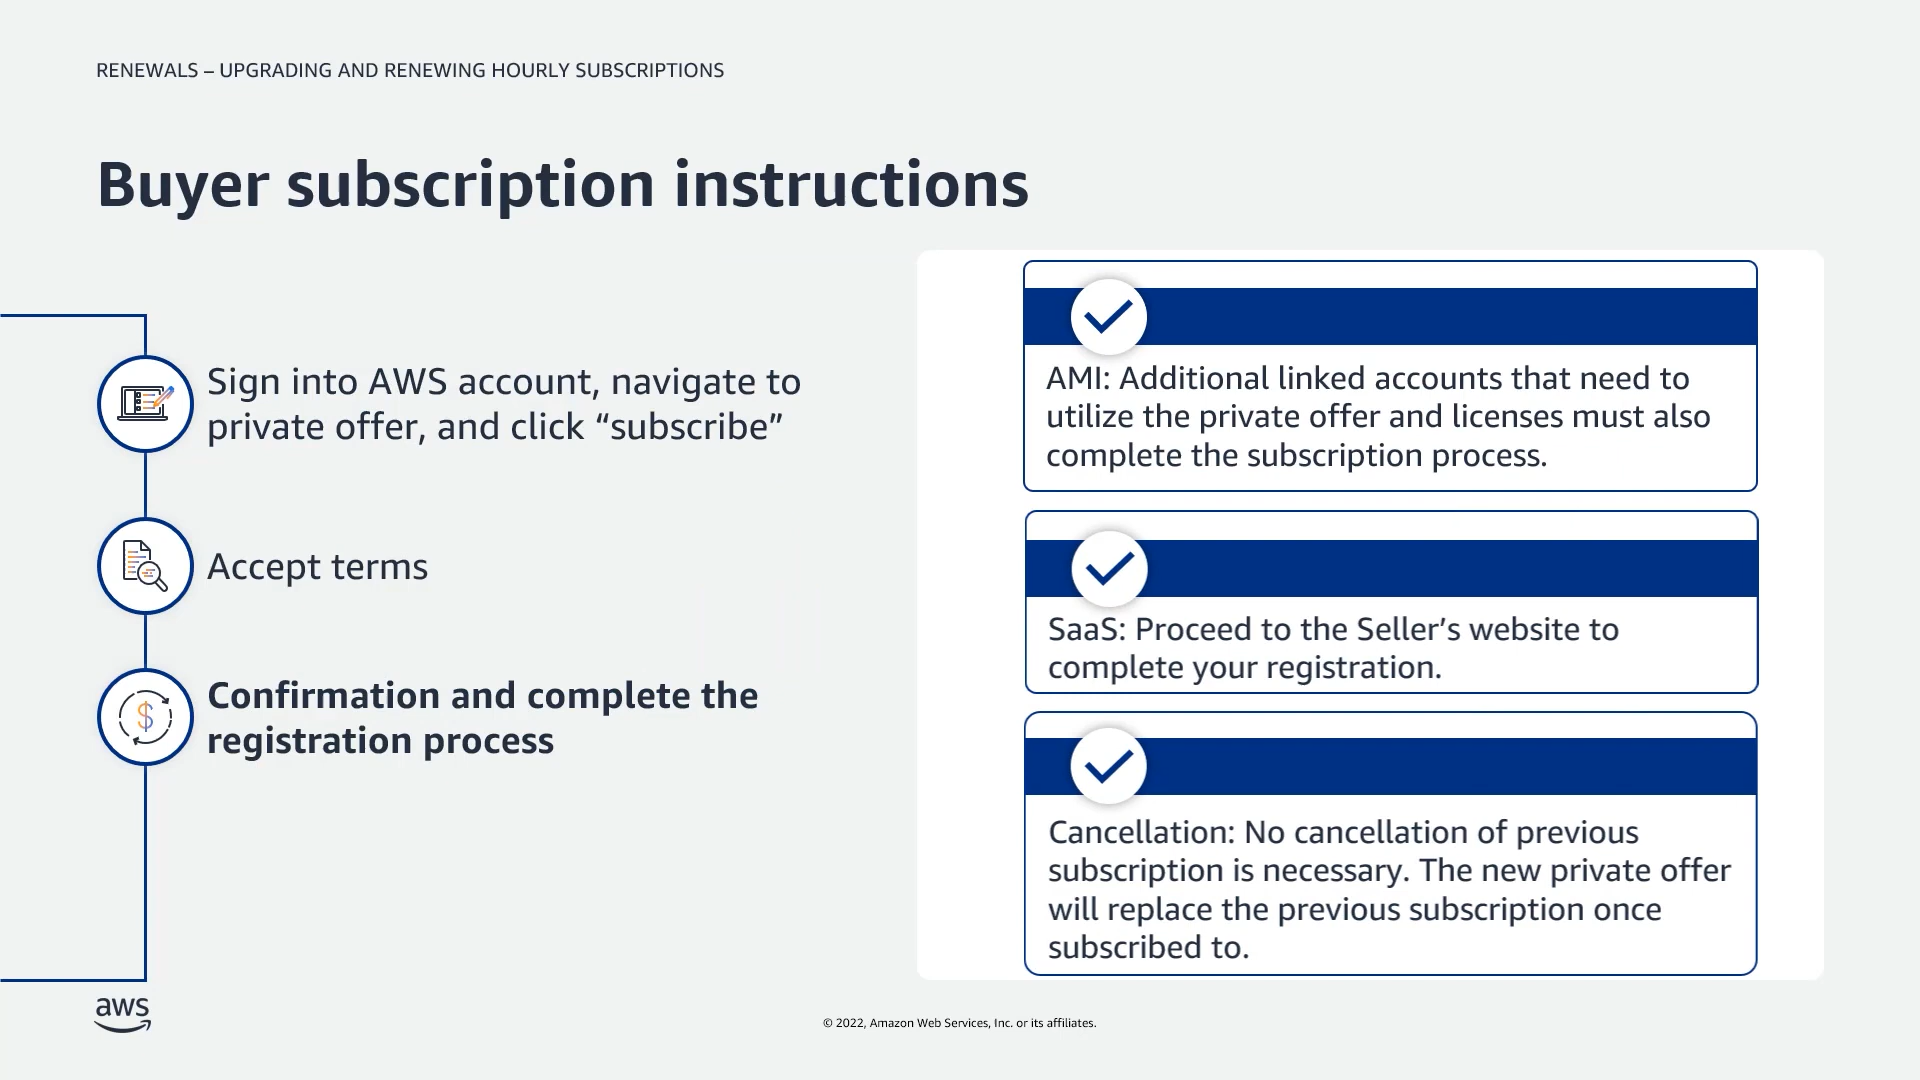 RENEWALS – UPGRADING AND RENEWING HOURLY SUBSCRIPTIONS
Buyer subscription instructions
Sign into AWS account, navigate to
private offer, and click “subscribe”
Accept terms
Confirmation and complete the
registration process
AMI: Additional linked accounts that need to
utilize the private offer and licenses must also
complete the subscription process.
SaaS: Proceed to the Seller’s website to
complete your registration.
Cancellation: No cancellation of previous
subscription is necessary. The new private offer
will replace the previous subscription once
subscribed to.
aws
© 2022, Amazon Web Services, Inc. or its affiliates.